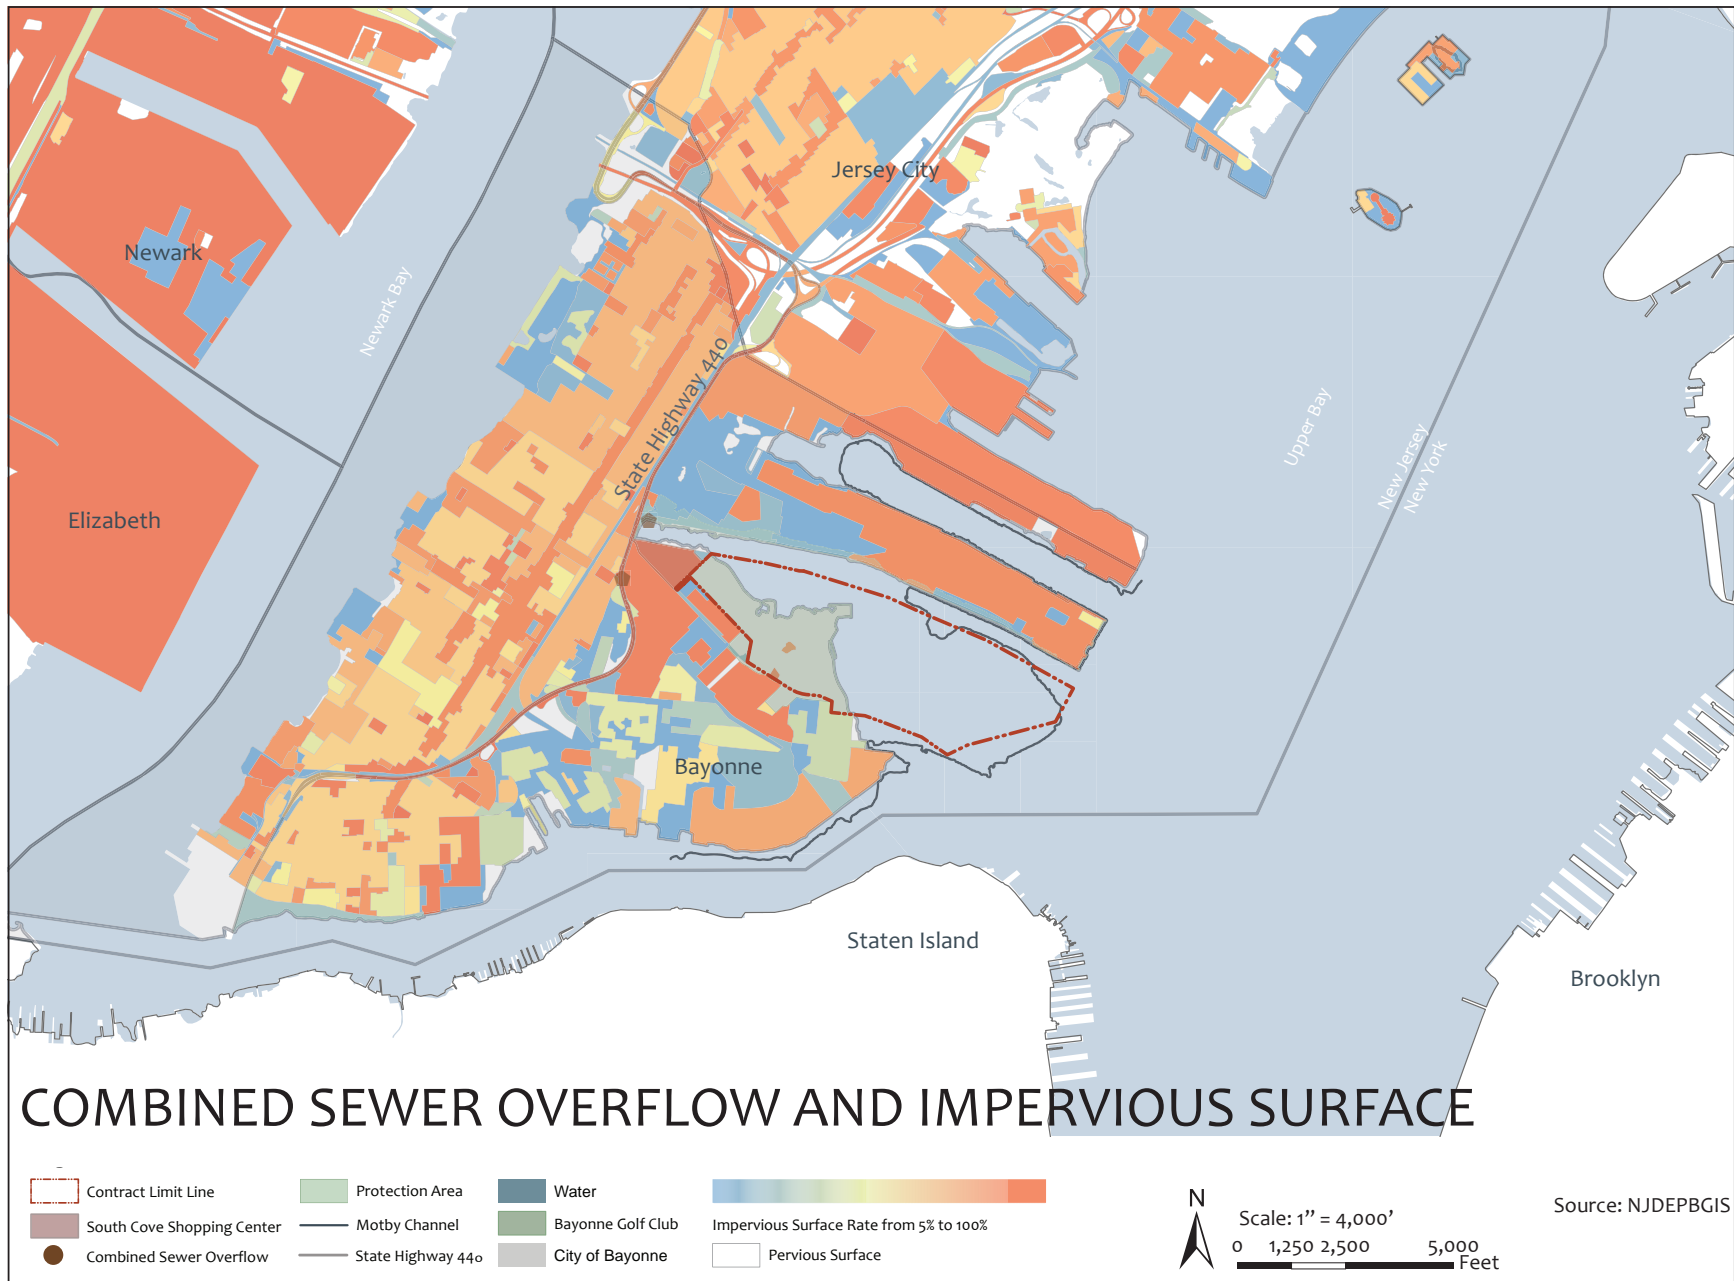 Jersey City
Newark
Newark Bay
State Highway 440
Upper Bay
New Jersey
New York
Elizabeth
Bayonne
Staten Island
Brooklyn
COMBINED SEWER OVERFLOW AND IMPERVIOUS SURFACE
Contract Limit Line
South Cove Shopping Center
Combined Sewer Overflow
Protection Area
Motby Channel
State Highway 440
Water
Bayonne Golf Club
City of Bayonne
Impervious Surface Rate from 5% to 100%
Pervious Surface
N
Scale: 1’’ = 4,000’
0 1,250 2,500 5,000
Feet
Source: NJDEPBGIS